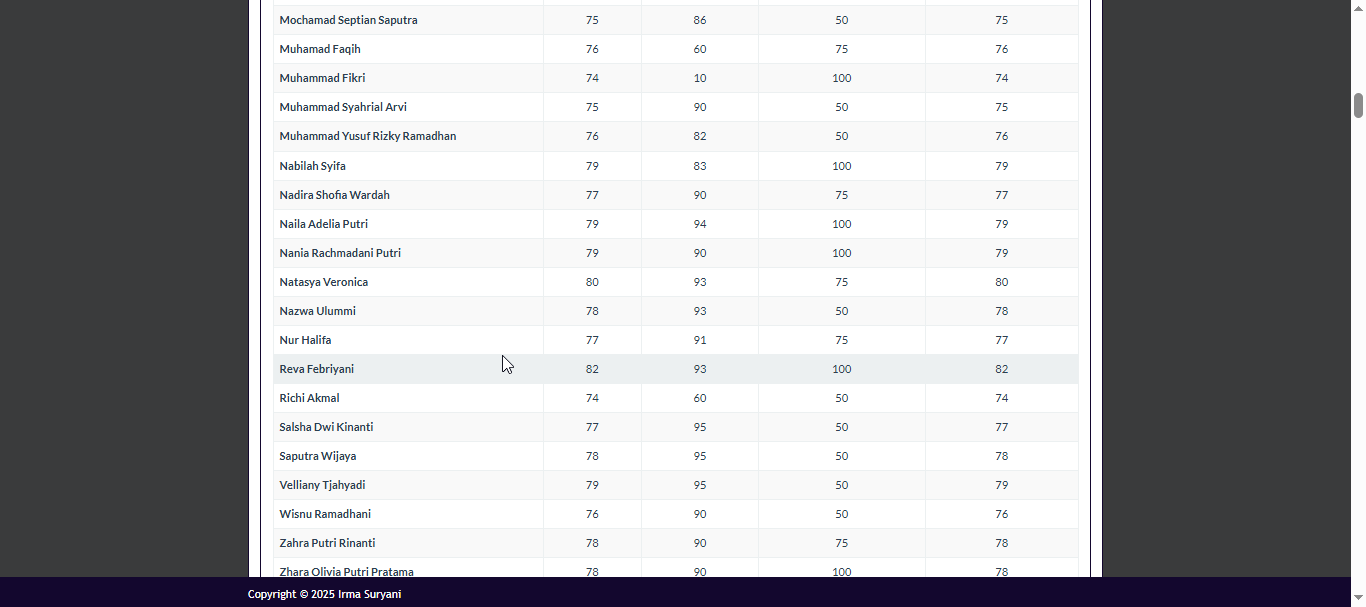 Mochamad Septian Saputra 75 86 50 75
Muhamad Faqih 76 60 75 76
Muhammad Fikri 74 10 100 74
Muhammad Syahrial Arvi 75 90 50 75
Muhammad Yusuf Rizky Ramadhan 76 82 50 76
Nabilah Syifa 79 83 100 79
Nadira Shofia Wardah 77 90 75 77
Naila Adelia Putri 79 94 100 79
Nania Rachmadani Putri 79 90 100 79
Natasya Veronica 80 93 75 80
Nazwa Ulummi 78 93 50 78
Nur Halifa 77 91 75 77
Reva Febriyani 82 93 100 82
Richi Akmal 74 60 50 74
Salsha Dwi Kinanti 77 95 50 77
Saputra Wijaya 78 95 50 78
Velliany Tjahyadi 79 95 50 79
Wisnu Ramadhani 76 90 50 76
Zahra Putri Rinanti 78 90 75 78
Zhara Olivia Putri Pratama 78 90 100 78
Copyright © 2025 Irma Suryani